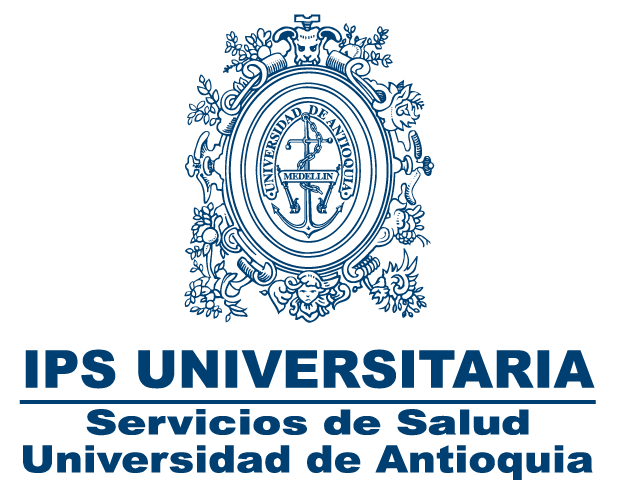 ·UNIVERSIDAD DE ANTIOQUIA·
MEDELLIN
IPS UNIVERSITARIA
Servicios de Salud
Universidad de Antioquia